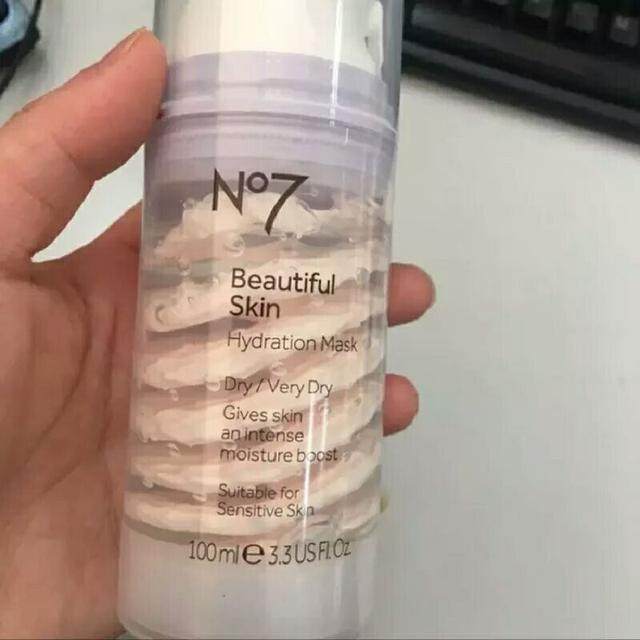 No7
Beautiful
Skin
Hydration Mask
Dry / Very Dry
Gives skin
an intense
moisture boost
Suitable for
Sensitive Skin
100ml e 3.3 US Fl. Oz